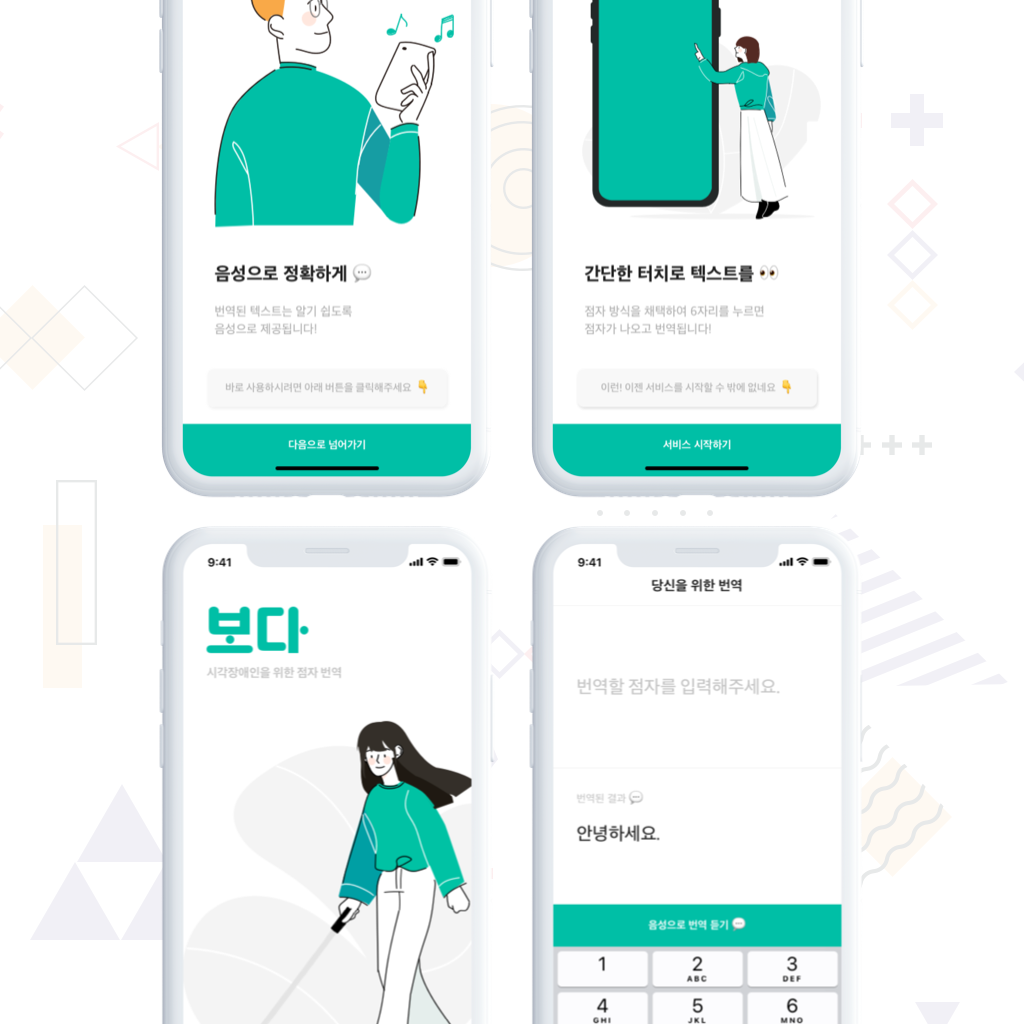 음성으로 정확하게 💬
번역된 텍스트는 알기 쉽도록
음성으로 제공됩니다!
바로 사용하시려면 아래 버튼을 클릭해주세요 👇
다음으로 넘어가기
간단한 터치로 텍스트를 👀
점자 방식을 채택하여 6자리를 누르면
점자가 나오고 번역됩니다!
이런! 이젠 서비스를 시작할 수 밖에 없네요 👇
서비스 시작하기
9:41
보다
시각장애인을 위한 점자 번역
9:41
당신을 위한 번역
번역할 점자를 입력해주세요.
번역된 결과 💬
안녕하세요.
음성으로 번역 듣기 💬
1 2 3
ABC DEF
4 5 6
GHI JKL MNO